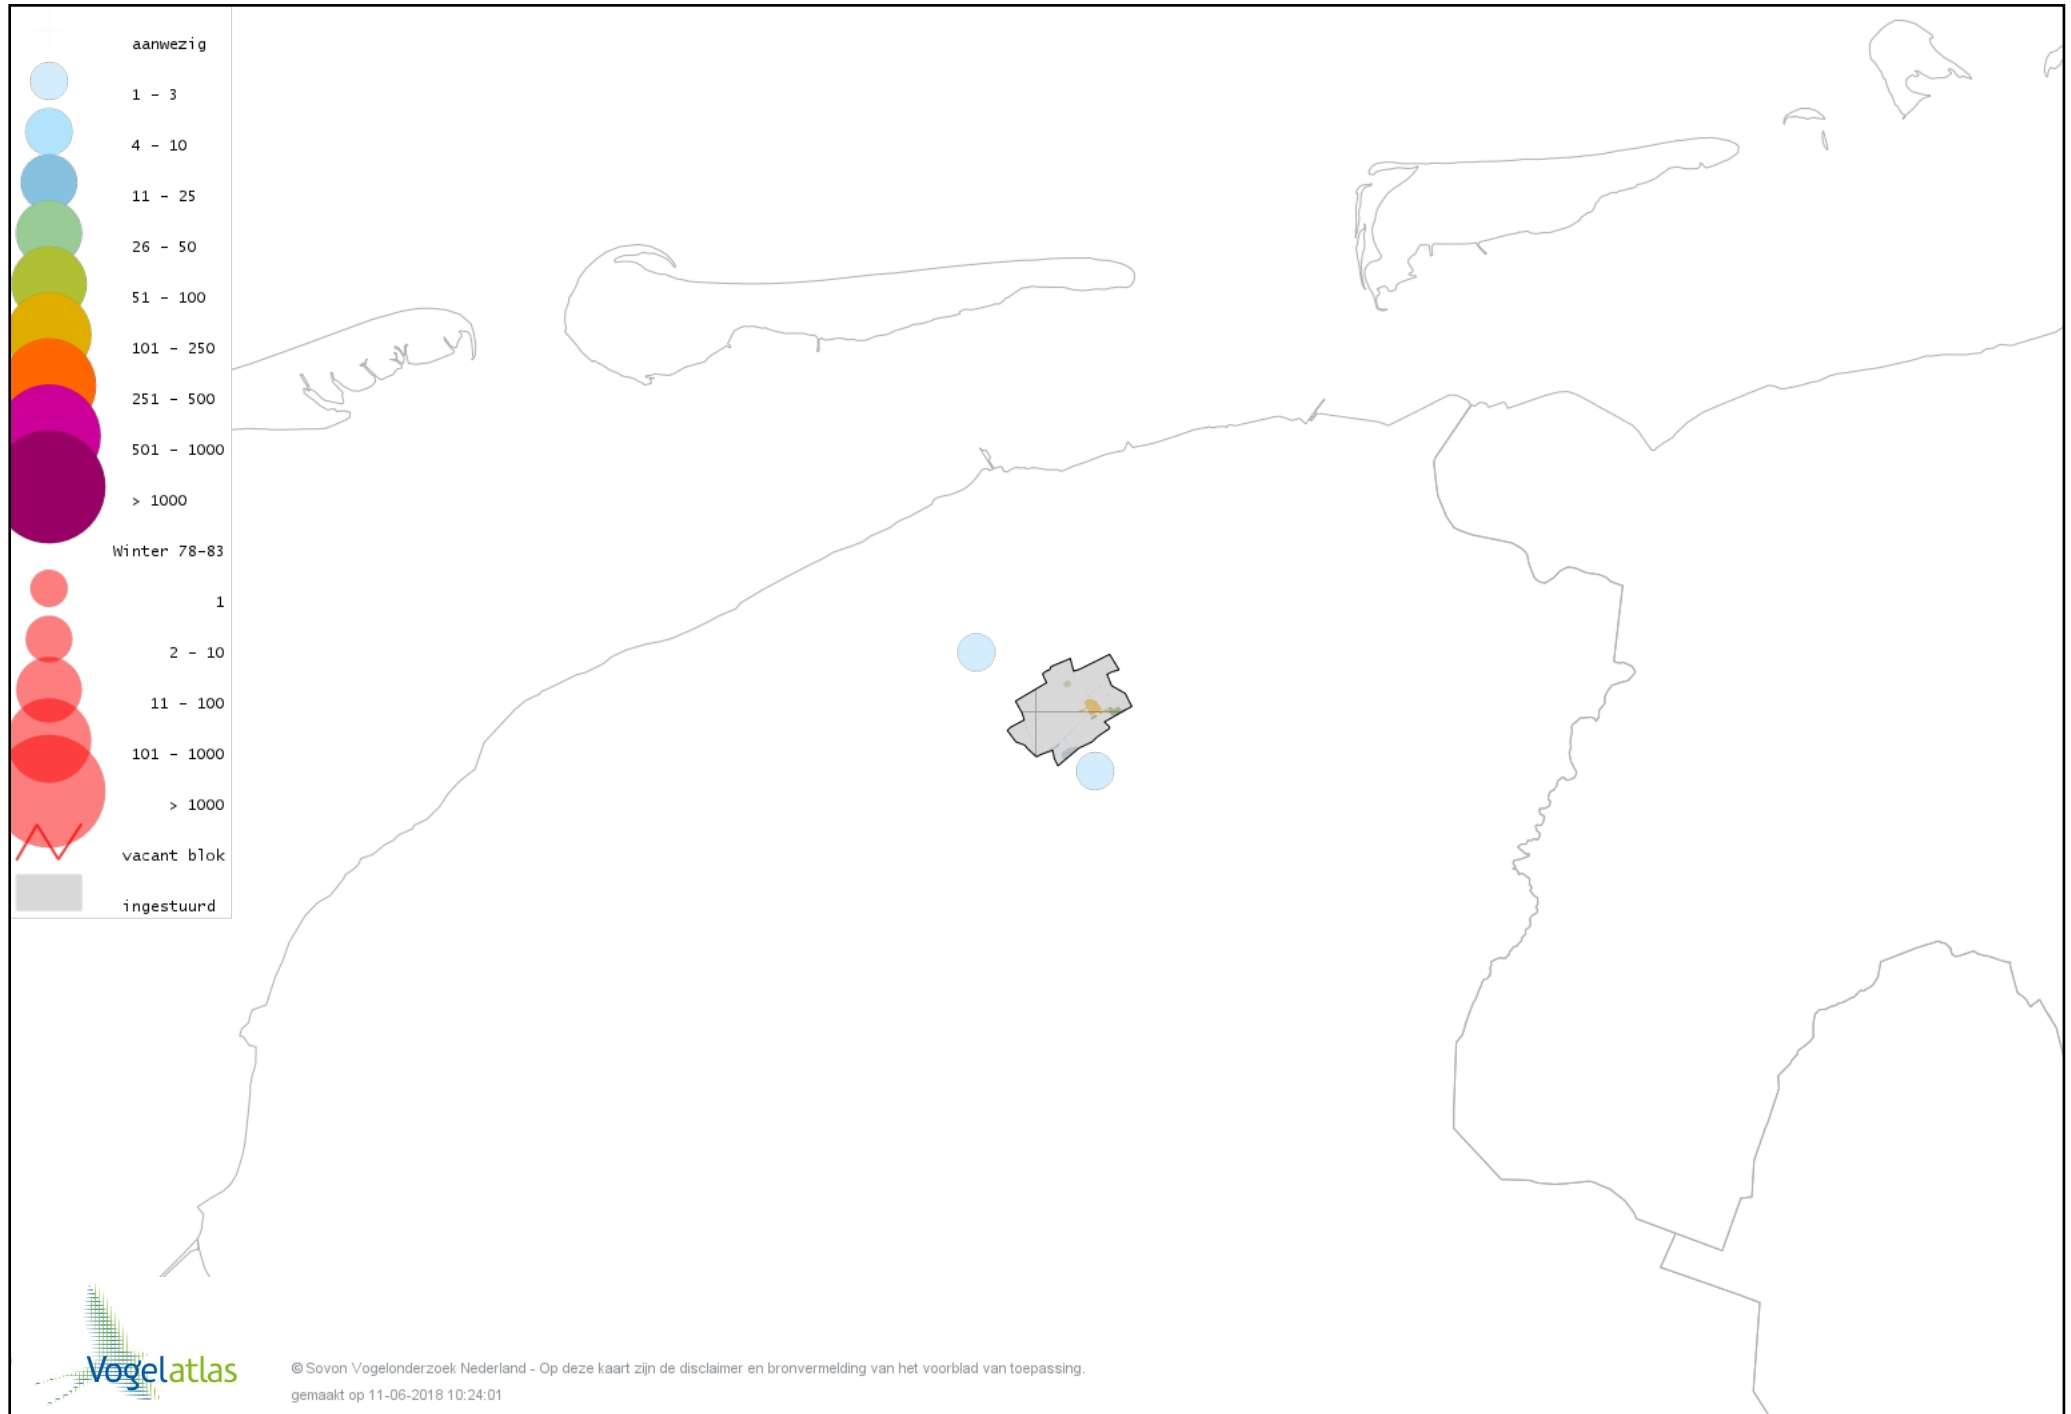 aanwezig
1 - 3
4 - 10
11 - 25
26 - 50
51 - 100
101 - 250
251 - 500
501 - 1000
> 1000
Winter 78-83
1
2 - 10
11 - 100
101 - 1000
> 1000
vacant blok
ingestuurd
Vogelatlas
© Sovon Vogelonderzoek Nederland - Op deze kaart zijn de disclaimer en bronvermelding van het voorblad van toepassing.
gemaakt op 11-06-2018 10:24:01